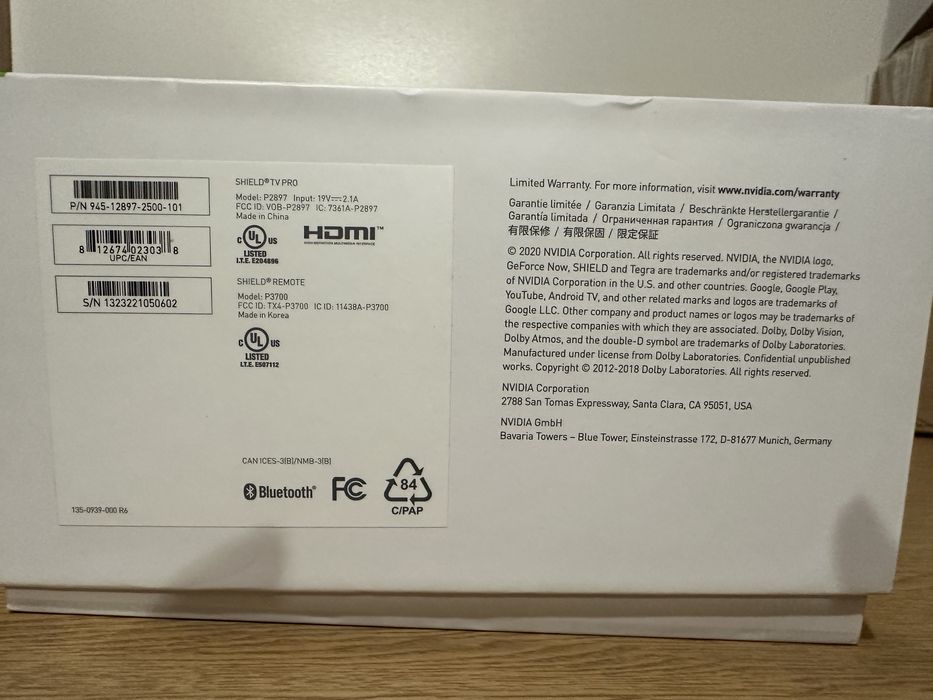 P/N 945-12897-2500-101
8 12674 02303 8
UPC/EAN
S/N 1323221050602
SHIELD® TV PRO
Model: P2897 Input: 19V⎓2.1A
FCC ID: VOB-P2897 IC: 7361A-P2897
Made in China
C UL US
LISTED
I.T.E. E204896
HDMI™
HIGH-DEFINITION MULTIMEDIA INTERFACE
SHIELD® REMOTE
Model: P3700
FCC ID: TX4-P3700 IC ID: 11438A-P3700
Made in Korea
C UL US
LISTED
I.T.E. E507112
CAN ICES-3(B)/NMB-3(B)
Bluetooth®
FC
84
C/PAP
135-0939-000 R6
Limited Warranty. For more information, visit www.nvidia.com/warranty
Garantie limitée / Garanzia Limitata / Beschränkte Herstellergarantie /
Garantía limitada / Ограниченная гарантия / Ograniczona gwarancja /
有限保修 / 有限保固 / 限定保証
© 2020 NVIDIA Corporation. All rights reserved. NVIDIA, the NVIDIA logo,
GeForce Now, SHIELD and Tegra are trademarks and/or registered trademarks
of NVIDIA Corporation in the U.S. and other countries. Google, Google Play,
YouTube, Android TV, and other related marks and logos are trademarks of
Google LLC. Other company and product names or logos may be trademarks of
the respective companies with which they are associated. Dolby, Dolby Vision,
Dolby Atmos, and the double-D symbol are trademarks of Dolby Laboratories.
Manufactured under license from Dolby Laboratories. Confidential unpublished
works. Copyright © 2012-2018 Dolby Laboratories. All rights reserved.
NVIDIA Corporation
2788 San Tomas Expressway, Santa Clara, CA 95051, USA
NVIDIA GmbH
Bavaria Towers – Blue Tower, Einsteinstrasse 172, D-81677 Munich, Germany